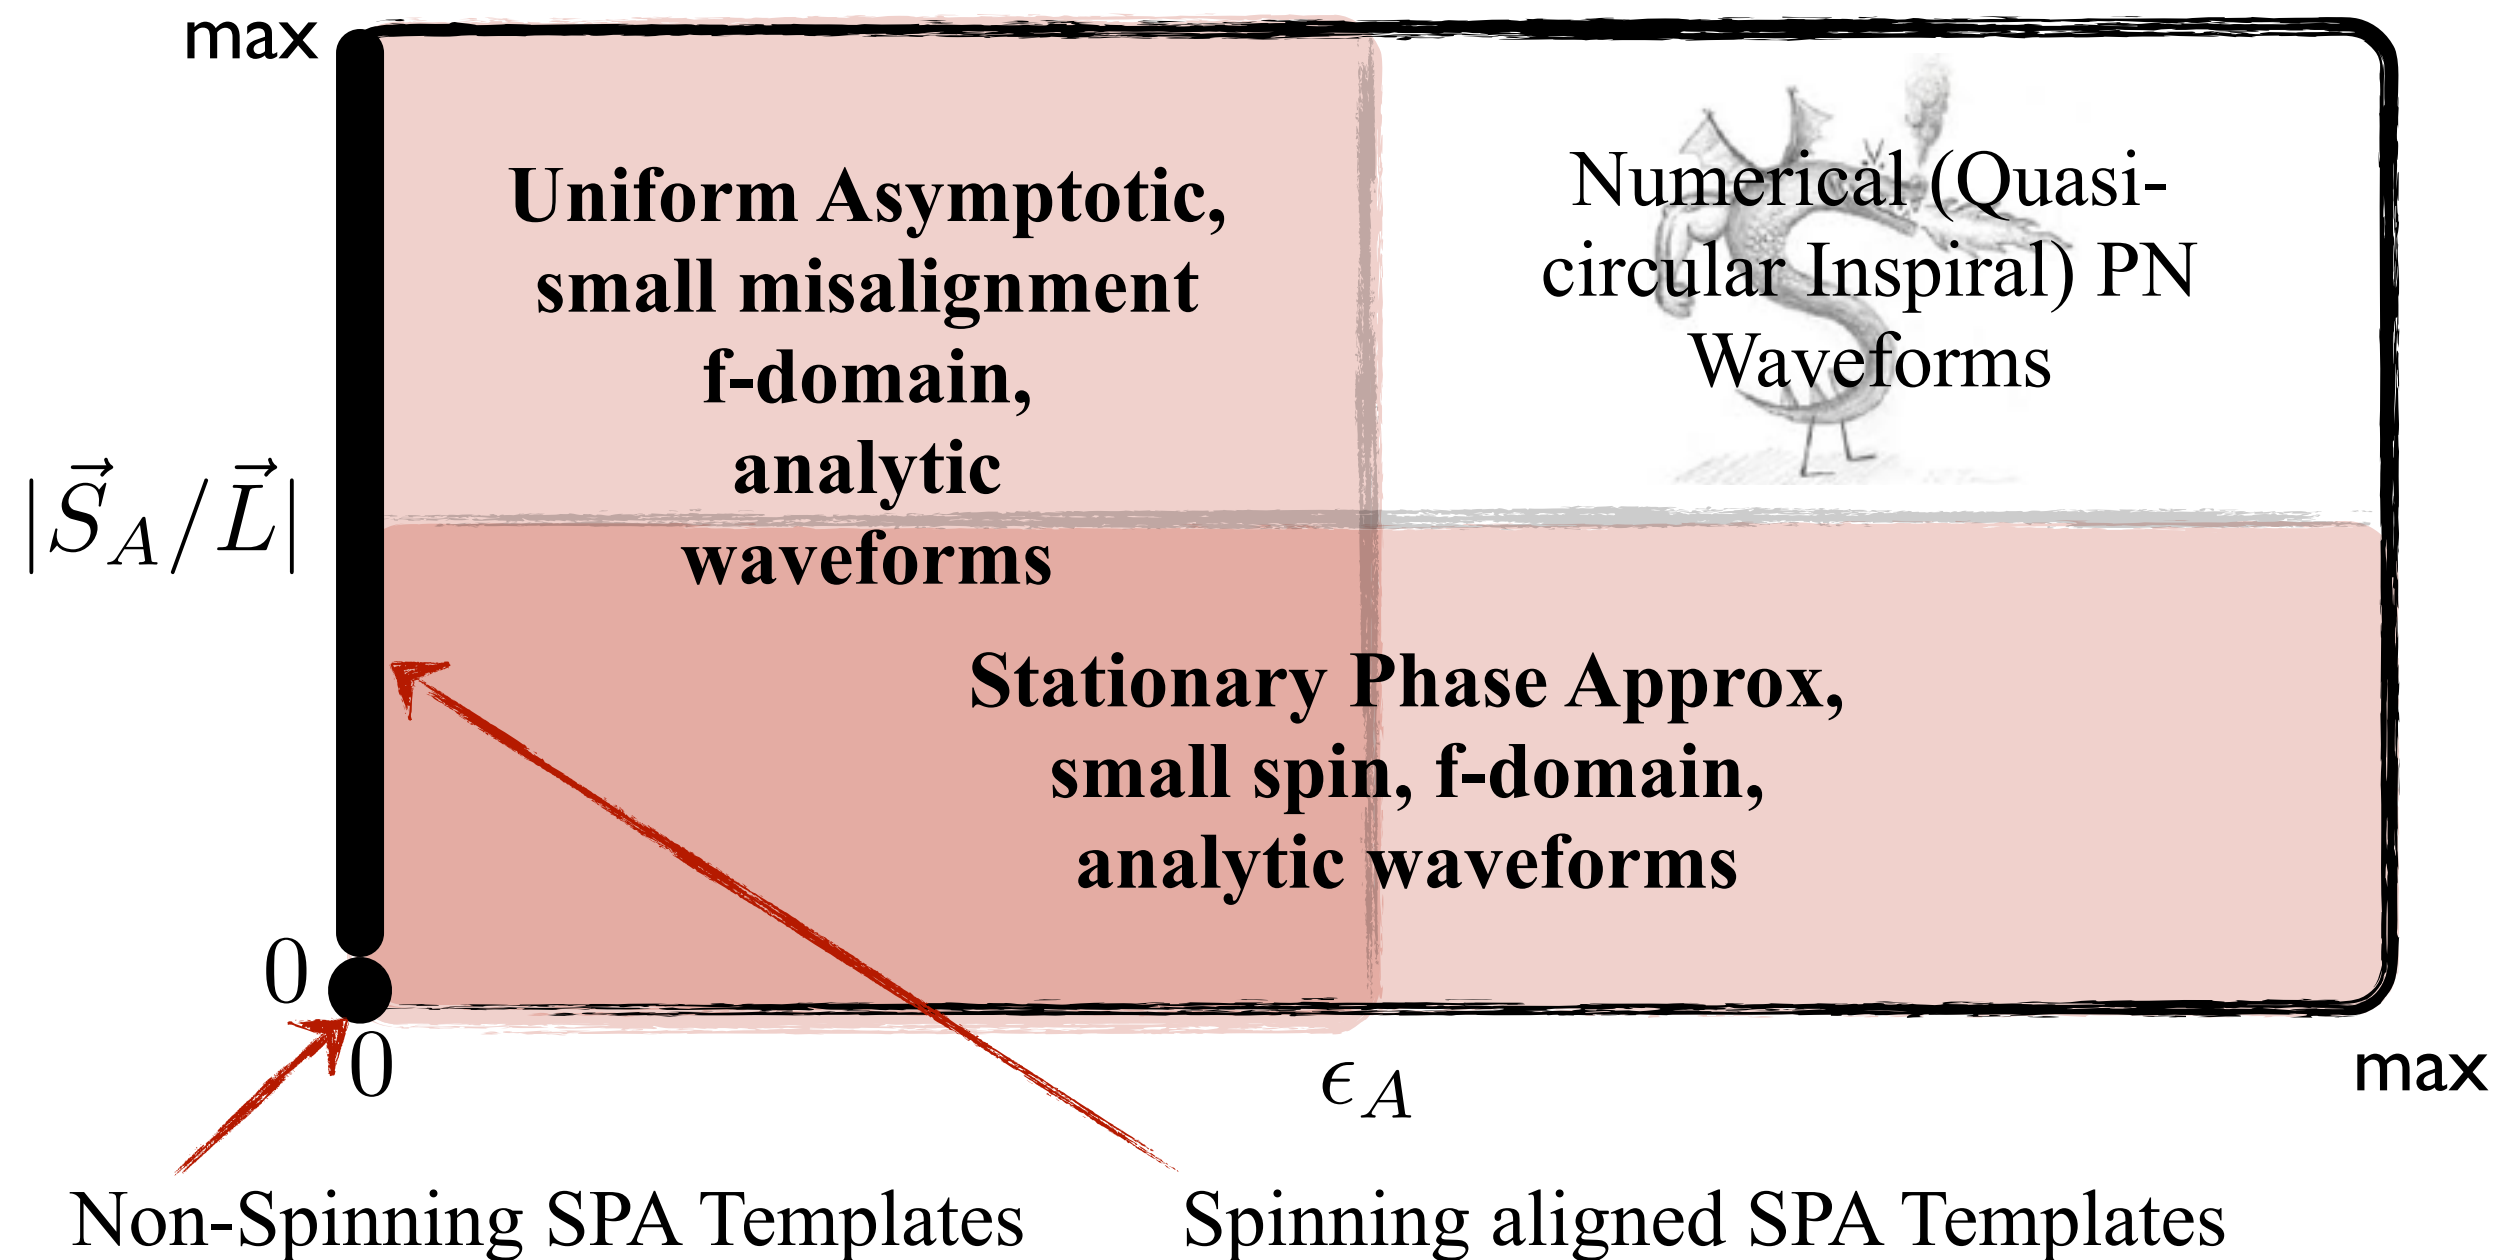 max
Uniform Asymptotic,
small misalignment
f-domain,
analytic
waveforms
Numerical (Quasi-
circular Inspiral) PN
Waveforms
|S⃗_A/L⃗|
Stationary Phase Approx,
small spin, f-domain,
analytic waveforms
0
0
ϵ_A
max
Non-Spinning SPA Templates
Spinning aligned SPA Templates